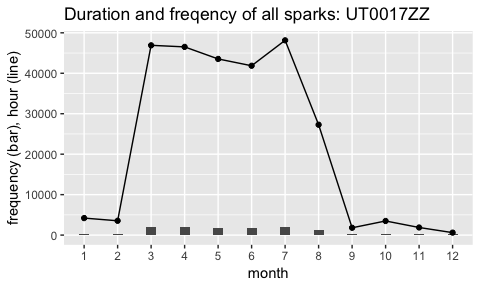 Duration and freqency of all sparks: UT0017ZZ
50000
40000
30000
20000
10000
0
frequency (bar), hour (line)
1 2 3 4 5 6 7 8 9 10 11 12
month